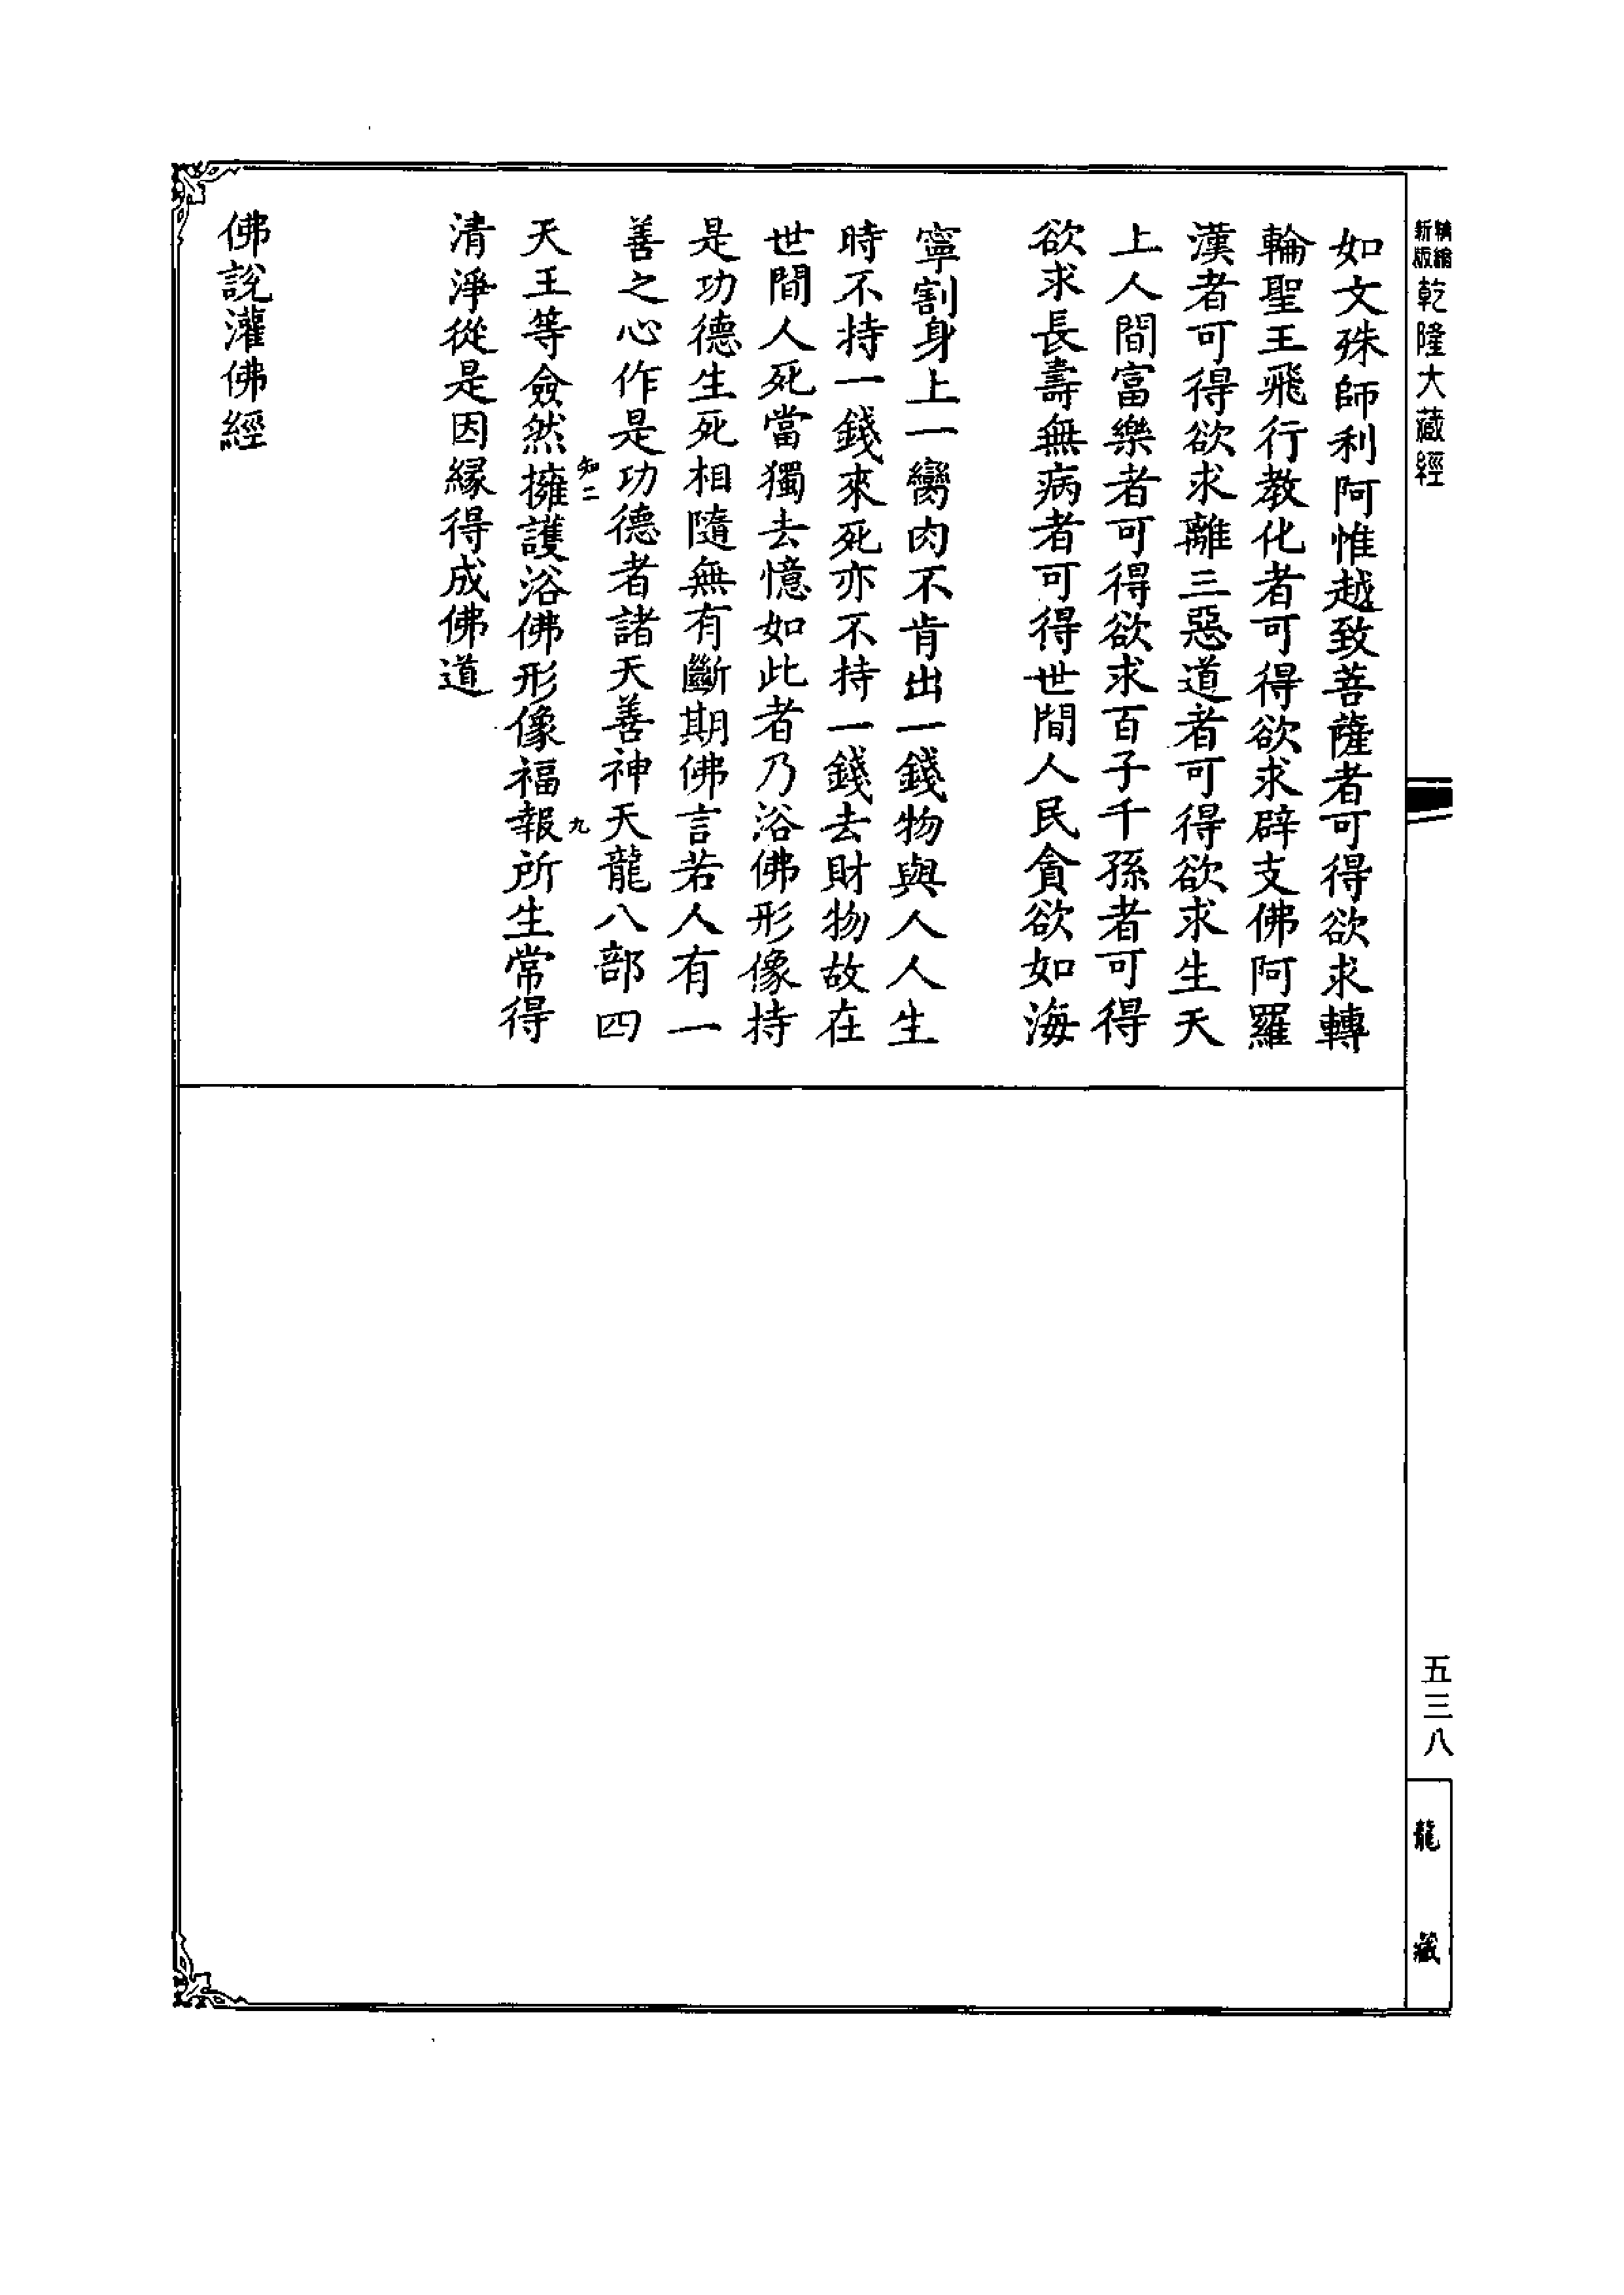 精縮
新版
乾隆大藏經
如文殊師利阿惟越致菩薩者可得欲求轉
輪聖王飛行教化者可得欲求辟支佛阿羅
漢者可得欲求離三惡道者可得欲求生天
上人間富樂者可得欲求百子千孫者可得
欲求長壽無病者可得世間人民貪欲如海
寧割身上一臠肉不肯出一錢物與人人生
時不持一錢來死亦不持一錢去財物故在
世間人死當獨去憶如此者乃浴佛形像持
是功德生死相隨無有斷期佛言若人有一
善之心作是功德者諸天善神天龍八部四
知二
九
天王等僉然擁護浴佛形像福報所生常得
清淨從是因緣得成佛道
佛說灌佛經
五三八
龍藏